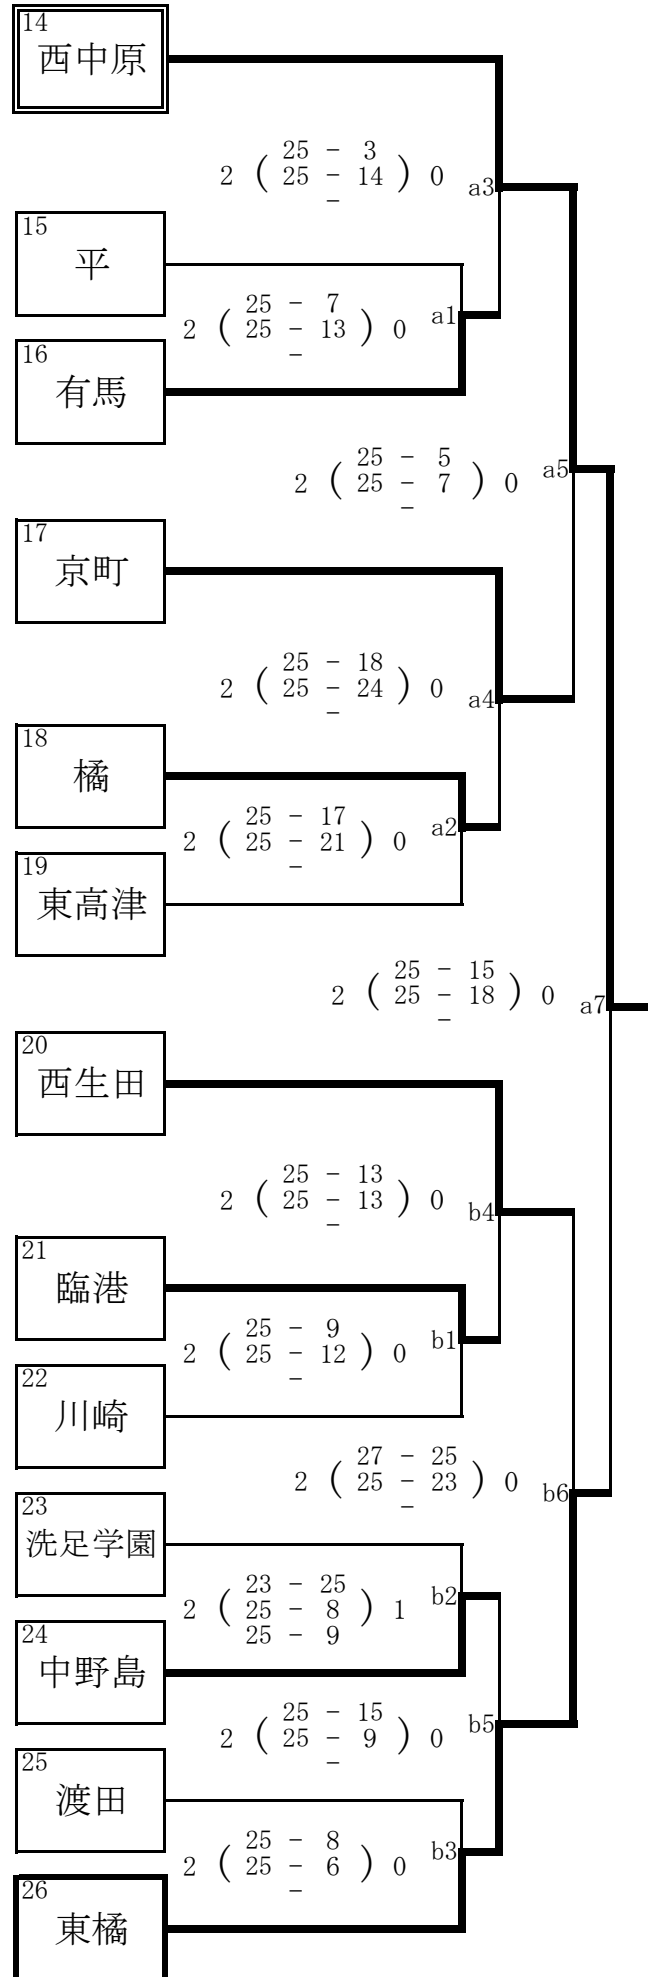 14
西中原
25 - 3
2 ( 25 - 14 ) 0 a3
-
15
平
25 - 7
2 ( 25 - 13 ) 0 a1
-
16
有馬
25 - 5
2 ( 25 - 7 ) 0 a5
-
17
京町
25 - 18
2 ( 25 - 24 ) 0 a4
-
18
橘
25 - 17
2 ( 25 - 21 ) 0 a2
-
19
東高津
25 - 15
2 ( 25 - 18 ) 0 a7
-
20
西生田
25 - 13
2 ( 25 - 13 ) 0 b4
-
21
臨港
25 - 9
2 ( 25 - 12 ) 0 b1
-
22
川崎
27 - 25
2 ( 25 - 23 ) 0 b6
-
23
洗足学園
23 - 25
2 ( 25 - 8 ) 1 b2
25 - 9
24
中野島
25 - 15
2 ( 25 - 9 ) 0 b5
-
25
渡田
25 - 8
2 ( 25 - 6 ) 0 b3
-
26
東橘